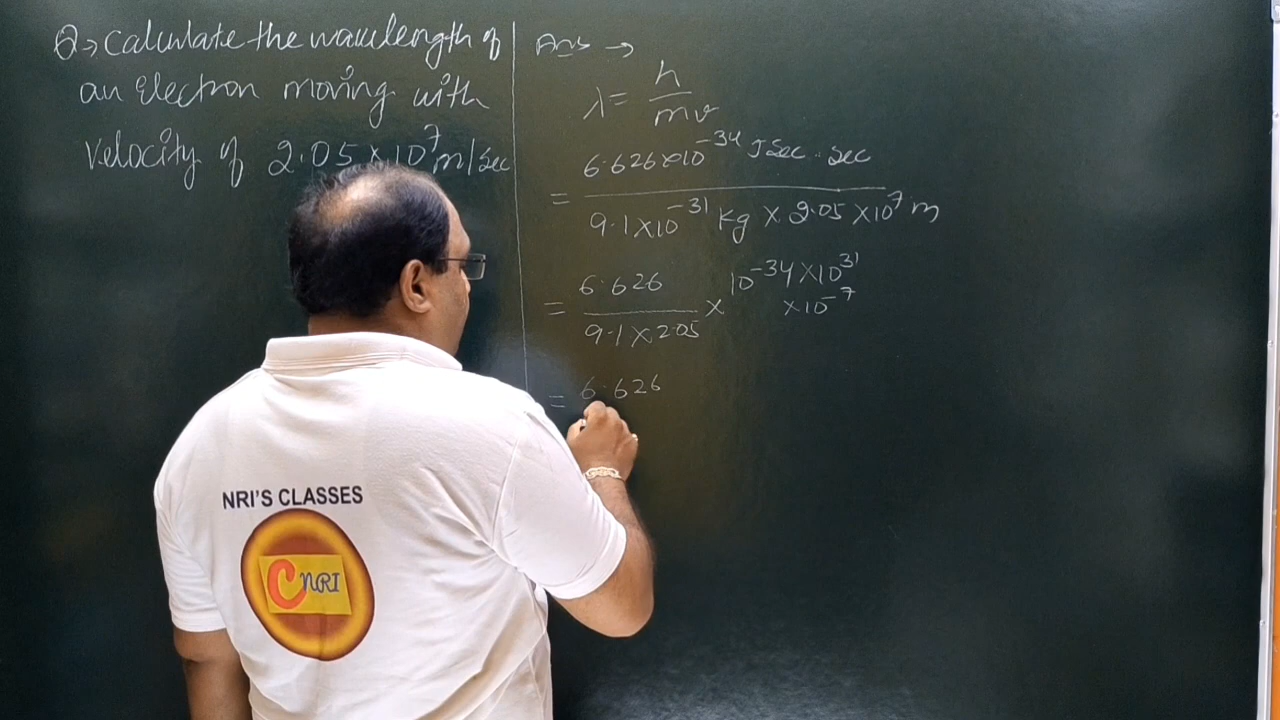 Q→ Calculate the wavelength of
an electron moving with
velocity of 2.05×10⁷m/sec
Ans →
λ = h
mv
= 6.626×10⁻³⁴ J Sec . sec
9.1×10⁻³¹ kg × 2.05 ×10⁷ m
= 6.626 × 10⁻³⁴×10³¹
9.1×2.05 ×10⁻⁷
= 6.626
NRI'S CLASSES
CNRI